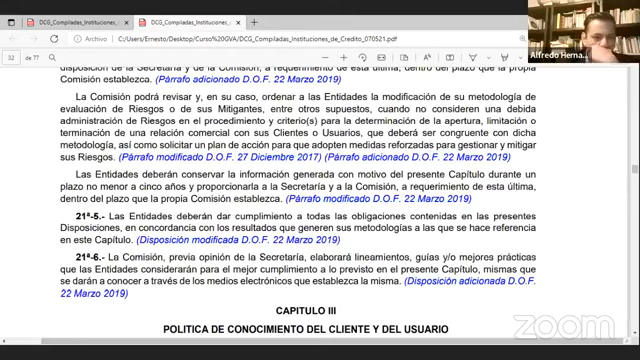 DCG_Compiladas_Instituciones_
DCG_Compiladas_Instituciones_
Archivo
C:/Users/Ernesto/Desktop/Curso%20GVA/DCG_Compiladas_Instituciones_de_Credito_070521.pdf
Alfredo Herna...
32
de 77
disposición de la Secretaría y de la Comisión, a requerimiento de esta última, dentro del plazo que la propia
Comisión establezca. (Párrafo adicionado D.O.F. 22 Marzo 2019)
La Comisión podrá revisar y, en su caso, ordenar a las Entidades la modificación de su metodología de
evaluación de Riesgos o de sus Mitigantes, entre otros supuestos, cuando no consideren una debida
administración de Riesgos en el procedimiento y criterio(s) para la determinación de la apertura, limitación o
terminación de una relación comercial con sus Clientes o Usuarios, que deberá ser congruente con dicha
metodología, así como solicitar un plan de acción para que adopten medidas reforzadas para gestionar y mitigar
sus Riesgos. (Párrafo modificado D.O.F. 27 Diciembre 2017) (Párrafo adicionado D.O.F. 22 Marzo 2019)
Las Entidades deberán conservar la información generada con motivo del presente Capítulo durante un
plazo no menor a cinco años y proporcionarla a la Secretaría y a la Comisión, a requerimiento de esta última,
dentro del plazo que la propia Comisión establezca. (Párrafo modificado D.O.F. 22 Marzo 2019)
21ª-5.- Las Entidades deberán dar cumplimiento a todas las obligaciones contenidas en las presentes
Disposiciones, en concordancia con los resultados que generen sus metodologías a las que se hace referencia
en este Capítulo. (Disposición modificada D.O.F. 22 Marzo 2019)
21ª-6.- La Comisión, previa opinión de la Secretaría, elaborará lineamientos, guías y/o mejores prácticas
que las Entidades considerarán para el mejor cumplimiento a lo previsto en el presente Capítulo, mismas que
se darán a conocer a través de los medios electrónicos que establezca la misma. (Disposición adicionada D.O.F.
22 Marzo 2019)
CAPITULO III
POLITICA DE CONOCIMIENTO DEL CLIENTE Y DEL USUARIO
zoom